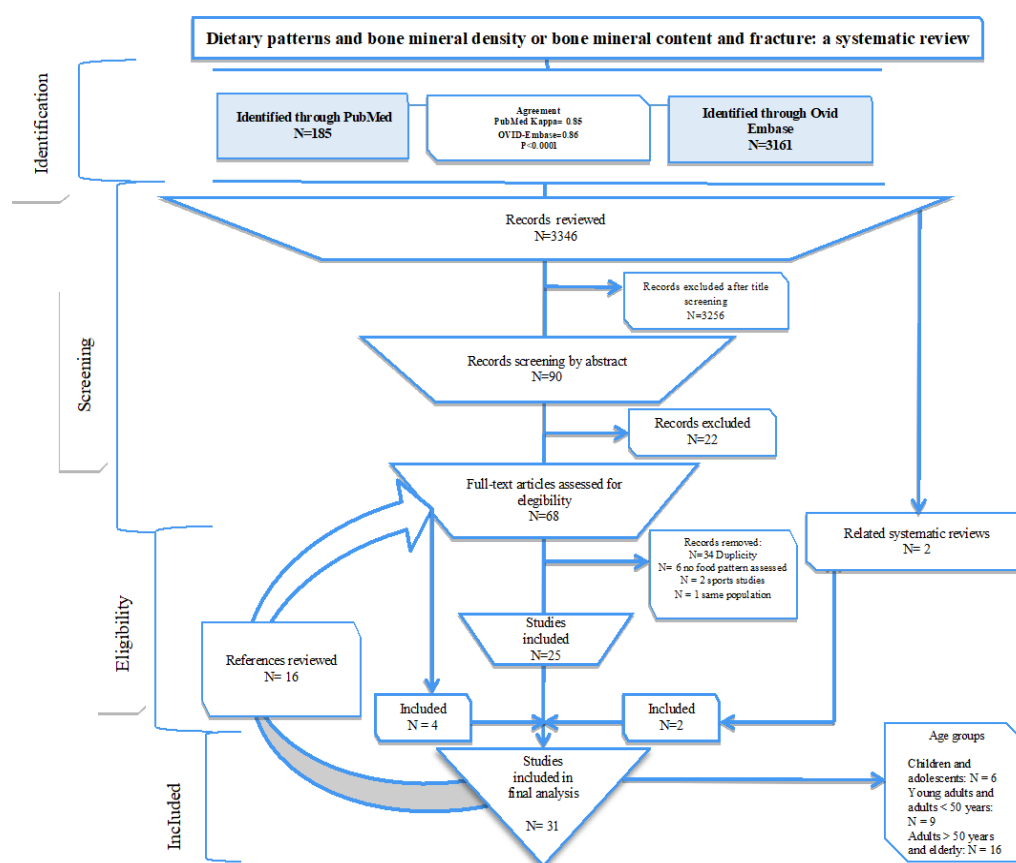 Dietary patterns and bone mineral density or bone mineral content and fracture: a systematic review
Identification
Identified through PubMed
N=185
Agreement
PubMed Kappa= 0.85
OVID-Embase=0.86
P<0.0001
Identified through Ovid
Embase
N=3161
Records reviewed
N=3346
Records excluded after title
screening
N=3256
Screening
Records screening by abstract
N=90
Records excluded
N=22
Full-text articles assessed for
elegibility
N=68
Related systematic reviews
N= 2
Records removed:
N=34 Duplicity
N= 6 no food pattern assessed
N = 2 sports studies
N = 1 same population
Eligibility
Studies
included
N=25
References reviewed
N= 16
Included
N = 4
Included
N=2
Included
Studies
included in
final analysis
N= 31
Age groups
Children and
adolescents: N = 6
Young adults and
adults < 50 years:
N = 9
Adults > 50 years
and elderly: N = 16